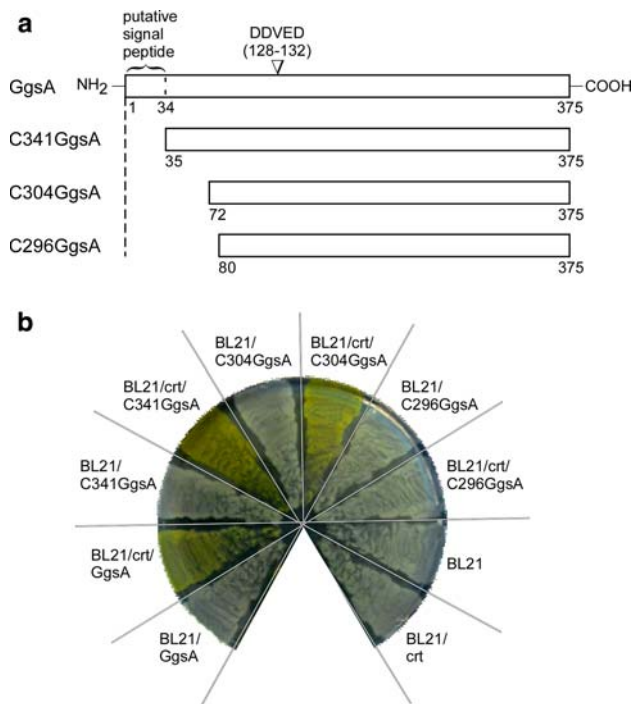 a
putative
signal
peptide
DDVED
(128-132)
GgsA
NH2
COOH
1
34
375
C341GgsA
35
375
C304GgsA
72
375
C296GgsA
80
375
b
BL21/
C304GgsA
BL21/crt/
C304GgsA
BL21/crt/
C341GgsA
BL21/
C296GgsA
BL21/
C341GgsA
BL21/crt/
C296GgsA
BL21/crt/
GgsA
BL21
BL21/
GgsA
BL21/
crt